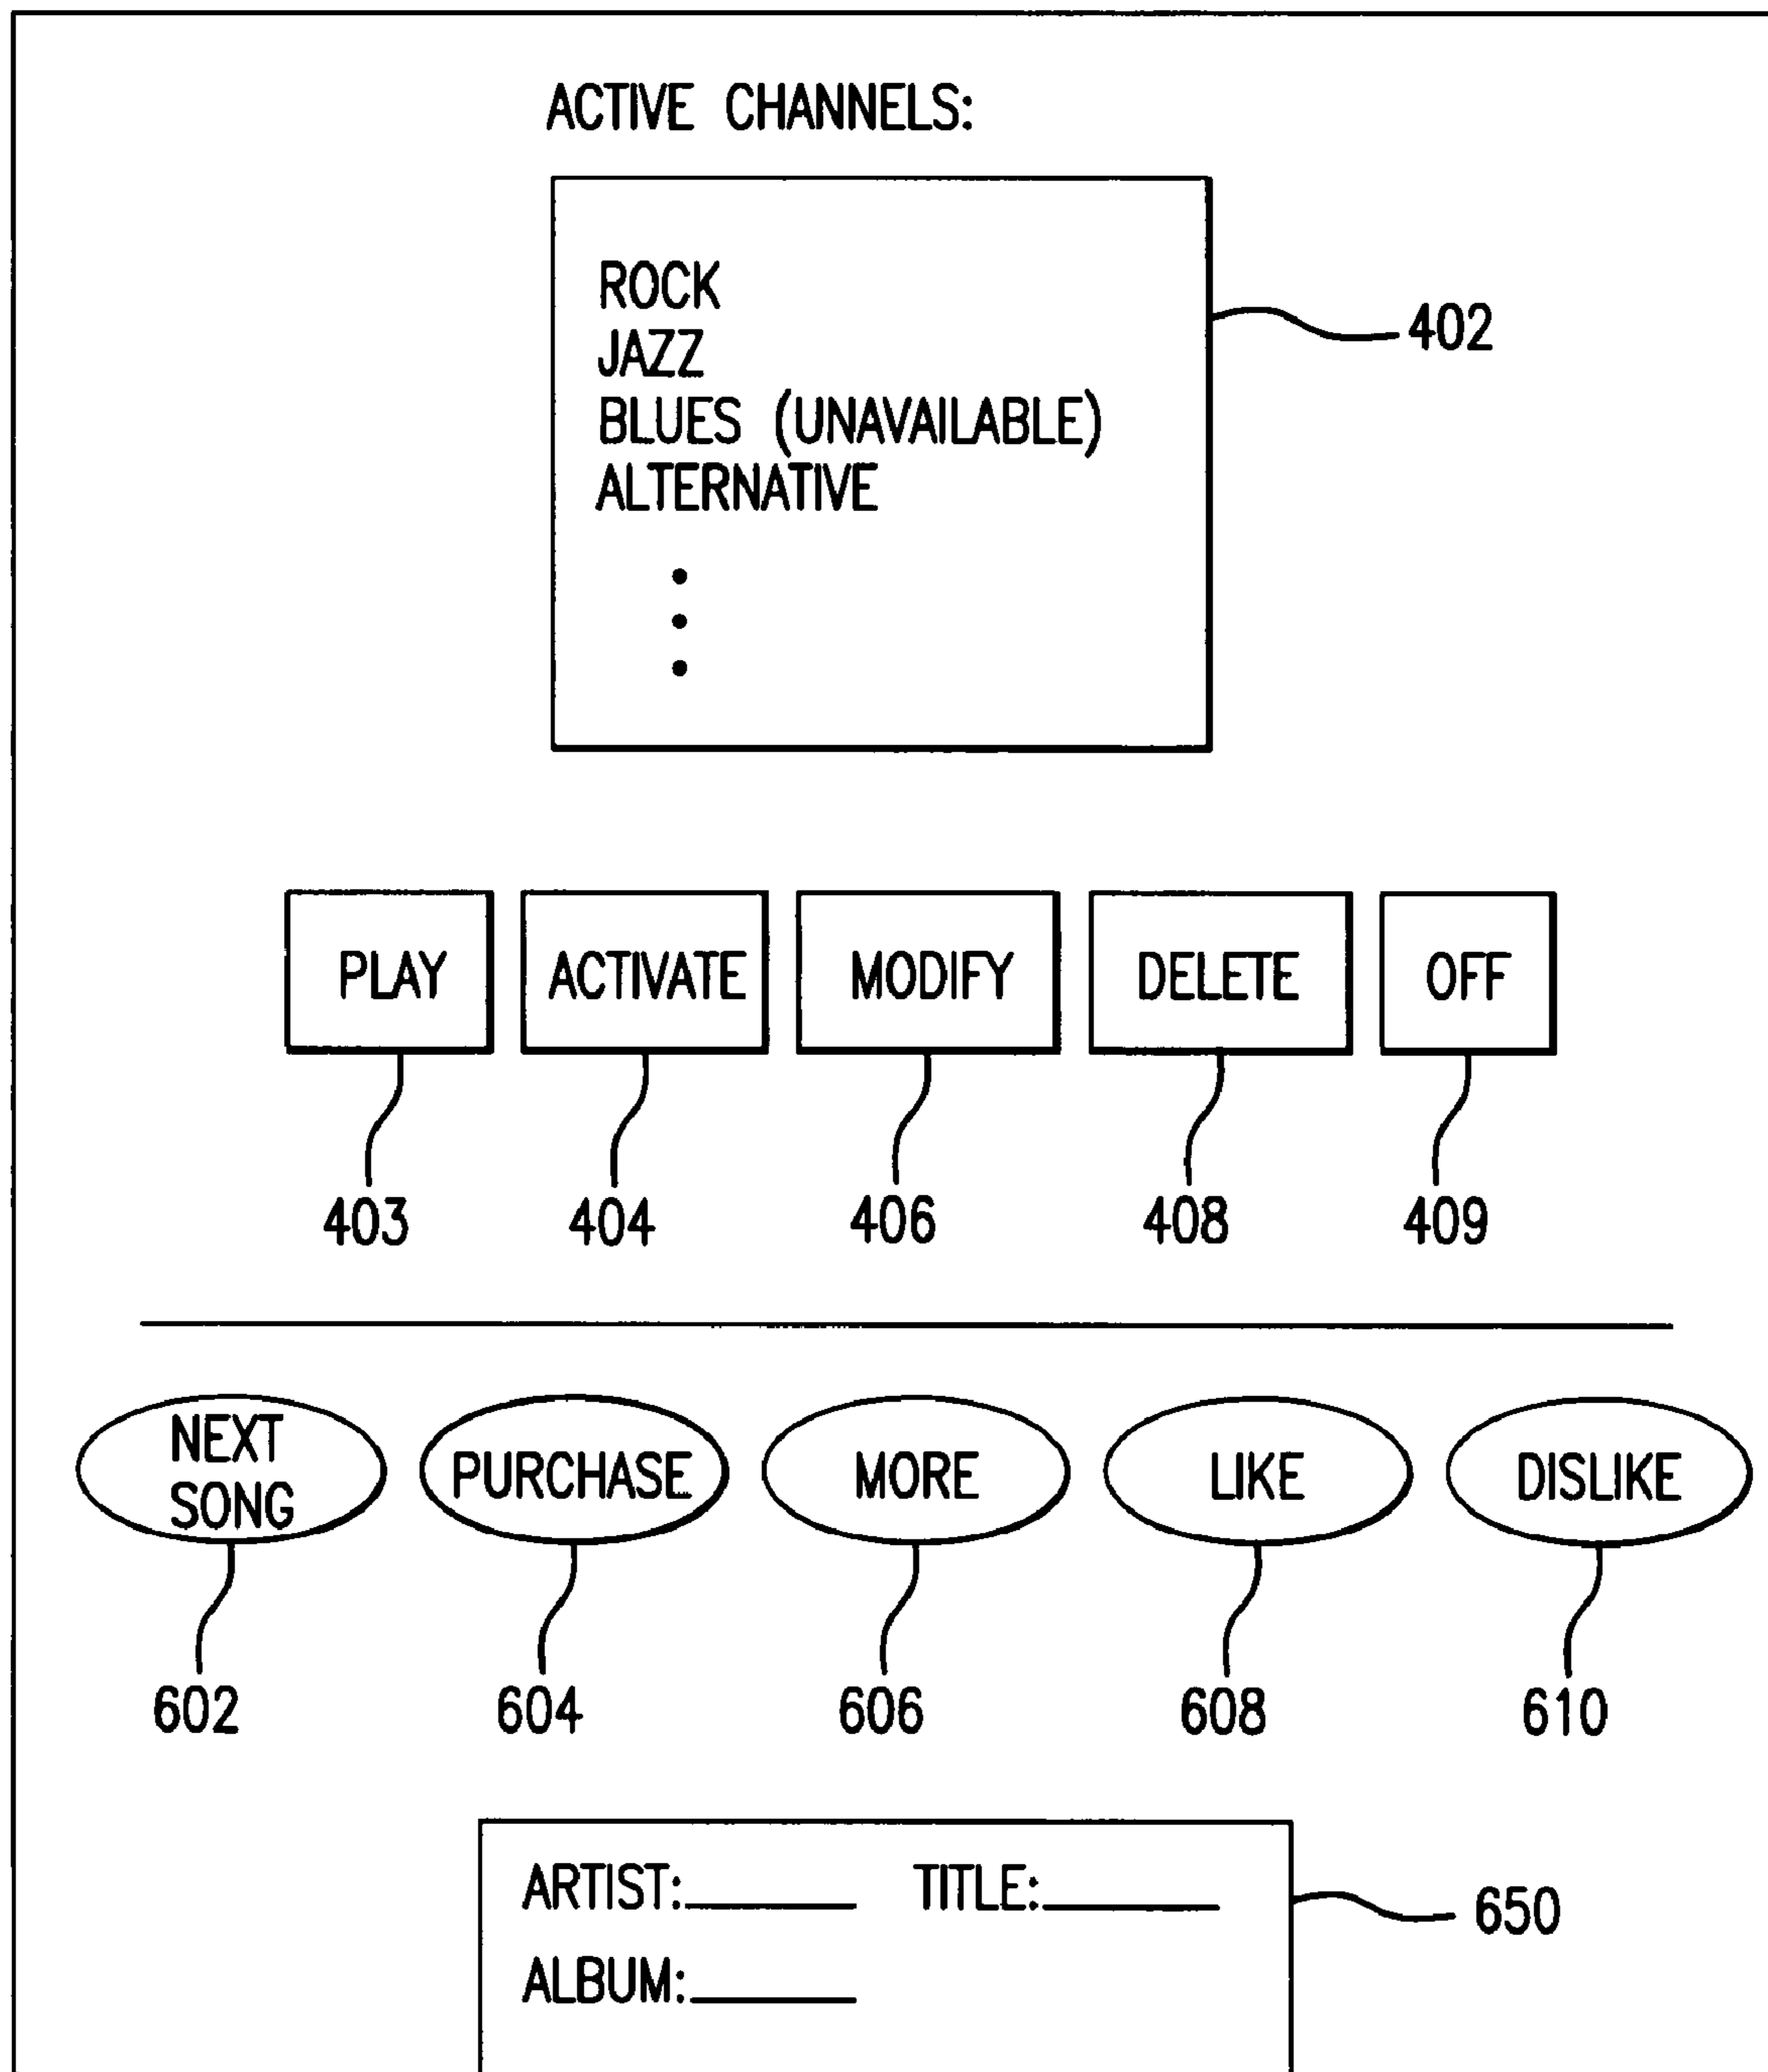 ACTIVE CHANNELS:
ROCK
JAZZ
BLUES (UNAVAILABLE)
ALTERNATIVE
402
PLAY
ACTIVATE
MODIFY
DELETE
OFF
403
404
406
408
409
NEXT
SONG
PURCHASE
MORE
LIKE
DISLIKE
602
604
606
608
610
ARTIST: TITLE:
650
ALBUM: